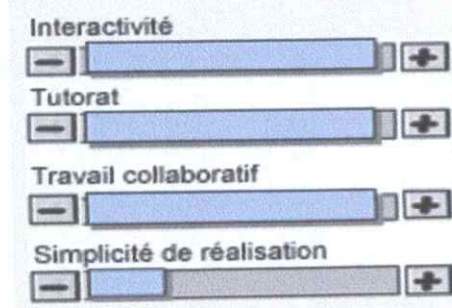 Interactivité
Tutorat
Travail collaboratif
Simplicité de réalisation